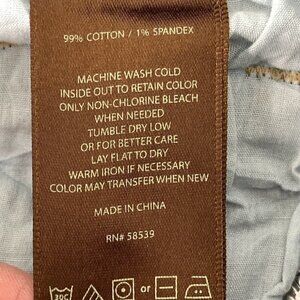 99% COTTON / 1% SPANDEX
MACHINE WASH COLD
INSIDE OUT TO RETAIN COLOR
ONLY NON-CHLORINE BLEACH
WHEN NEEDED
TUMBLE DRY LOW
OR FOR BETTER CARE
LAY FLAT TO DRY
WARM IRON IF NECESSARY
COLOR MAY TRANSFER WHEN NEW
MADE IN CHINA
RN# 58539
30C or